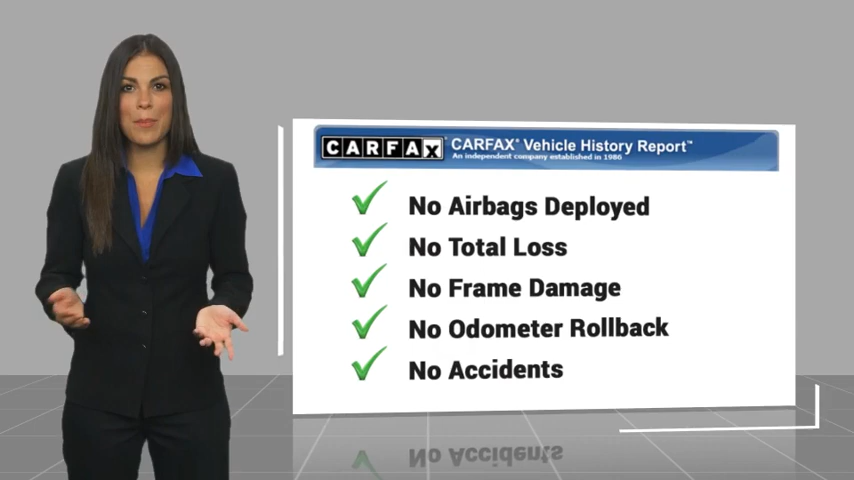 CARFAX CARFAX® Vehicle History Report™
An independent company established in 1986
No Airbags Deployed
No Total Loss
No Frame Damage
No Odometer Rollback
No Accidents
No Accidents